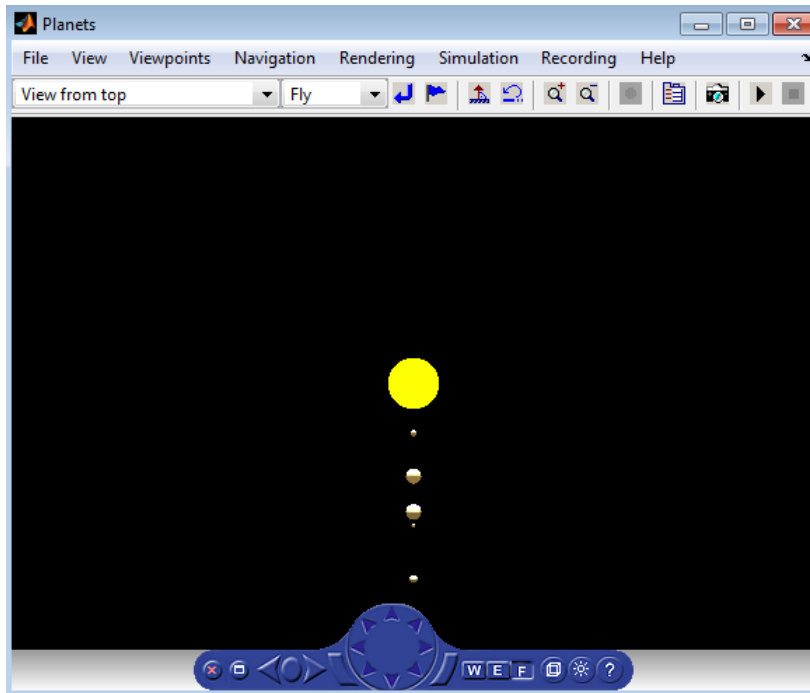 Planets
File View Viewpoints Navigation Rendering Simulation Recording Help
View from top Fly
W E F ?